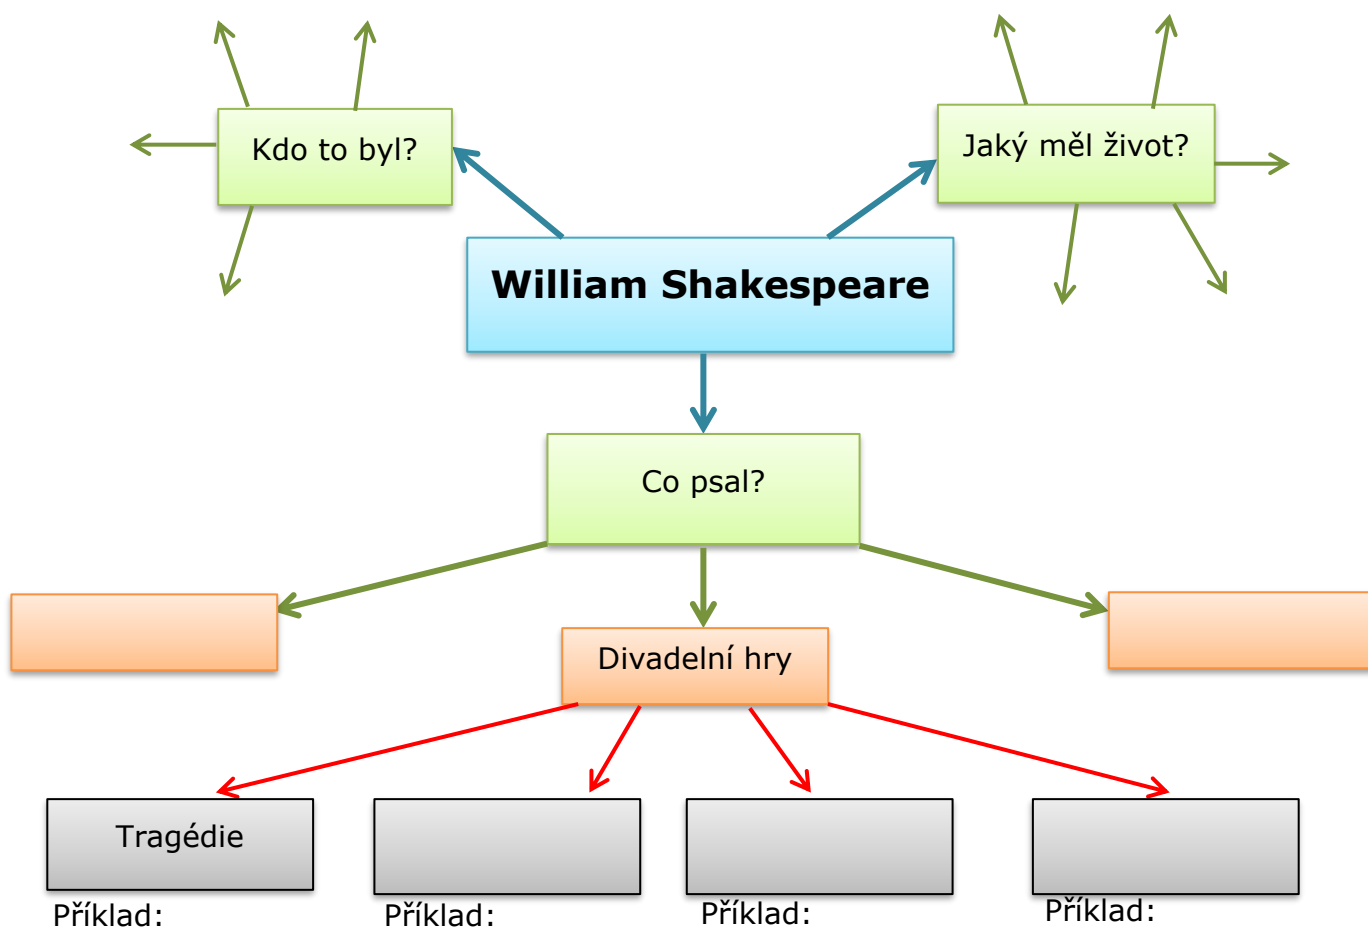 Kdo to byl?
Jaký měl život?
William Shakespeare
Co psal?
Divadelní hry
Tragédie
Příklad:
Příklad:
Příklad:
Příklad: